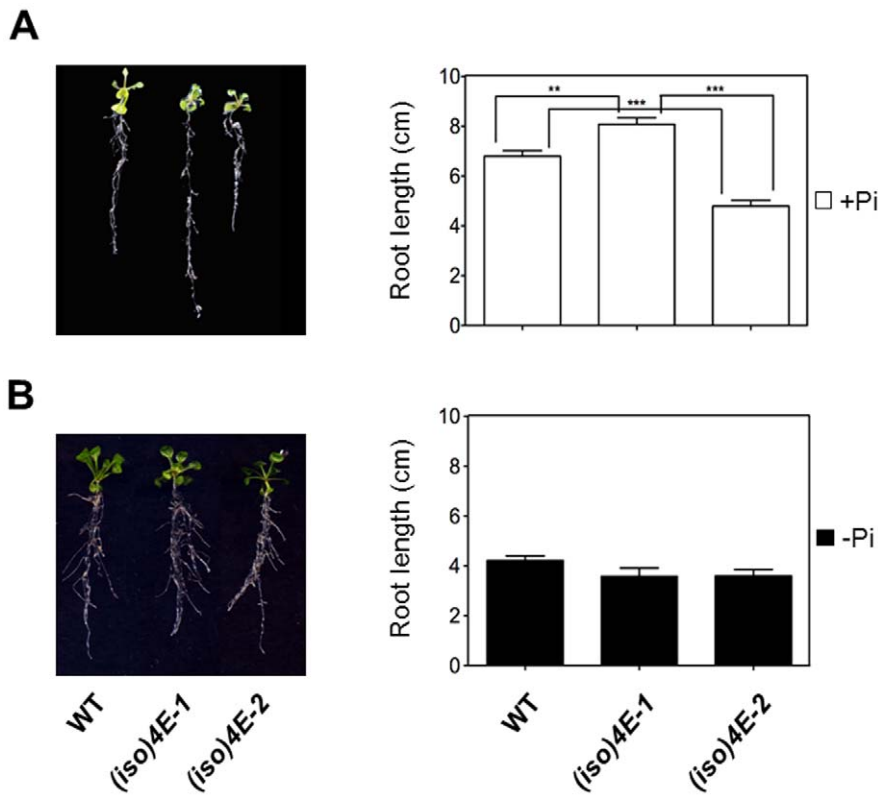 A
Root length (cm)
10
8
6
4
2
0
**
***
***
+Pi
B
Root length (cm)
10
8
6
4
2
0
-Pi
WT
(iso)4E-1
(iso)4E-2
WT
(iso)4E-1
(iso)4E-2